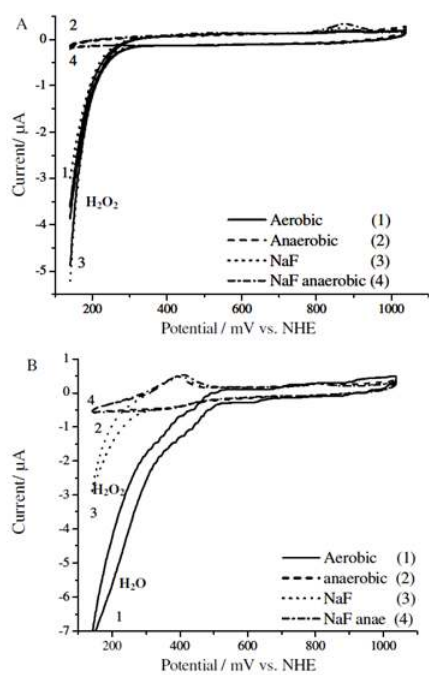 A
0
-1
-2
-3
-4
-5
Current/ µA
2
4
1
H₂O₂
3
Aerobic (1)
Anaerobic (2)
NaF (3)
NaF anaerobic (4)
200 400 600 800 1000
Potential / mV vs. NHE
B
1
0
-1
-2
-3
-4
-5
-6
-7
Current/ µA
4
2
H₂O₂
3
H₂O
1
Aerobic (1)
anaerobic (2)
NaF (3)
NaF anae (4)
200 400 600 800 1000
Potential / mV vs. NHE